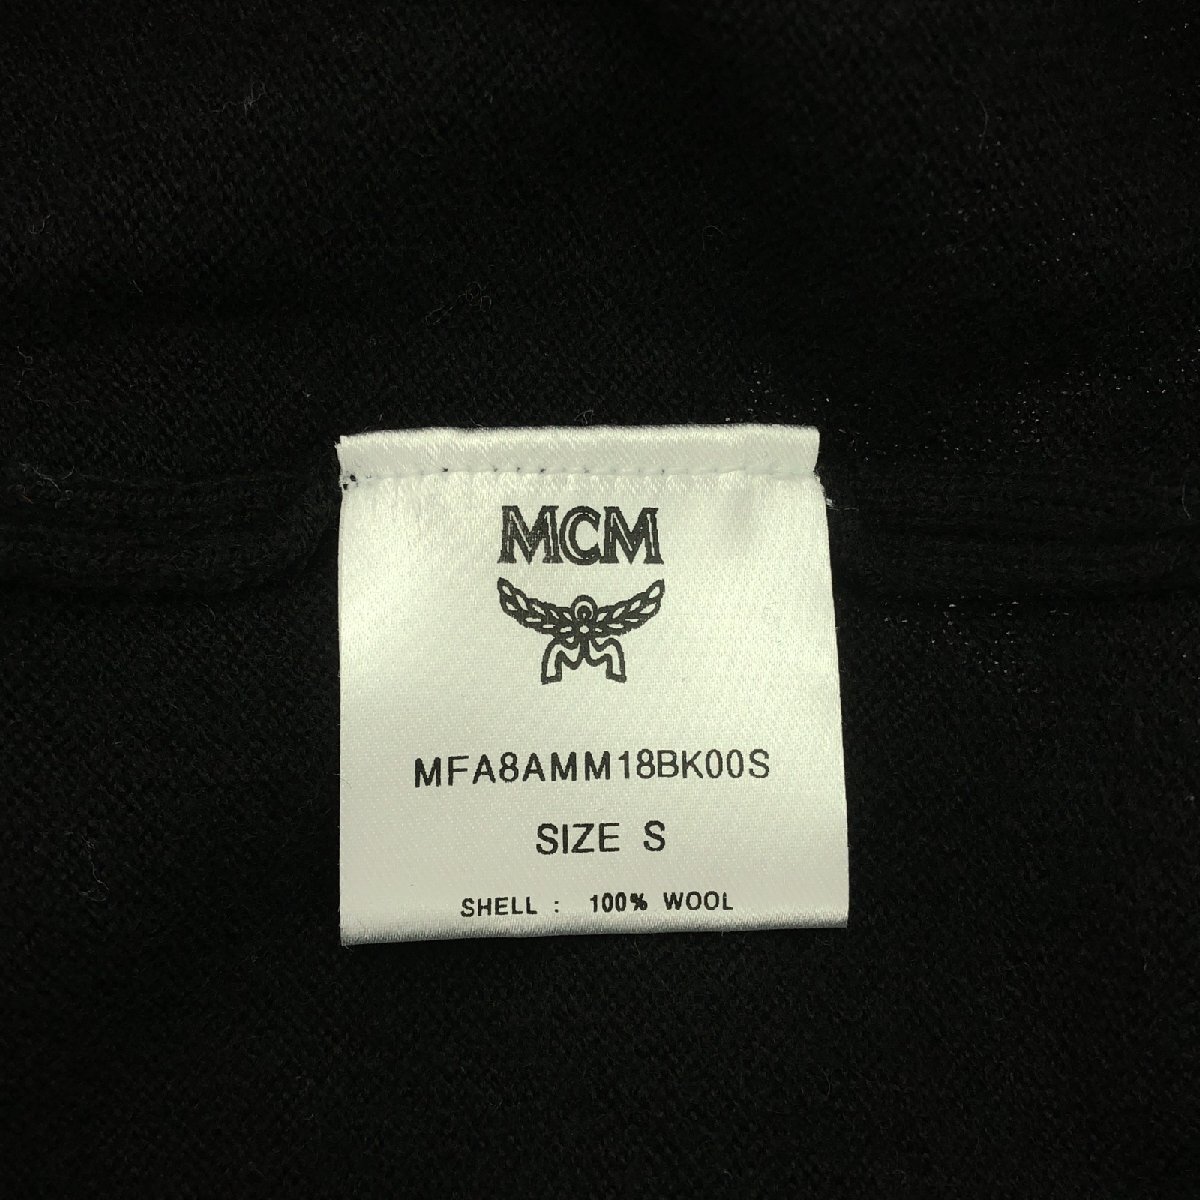 MCM
MFA8AMM18BK00S
SIZE S
SHELL : 100% WOOL